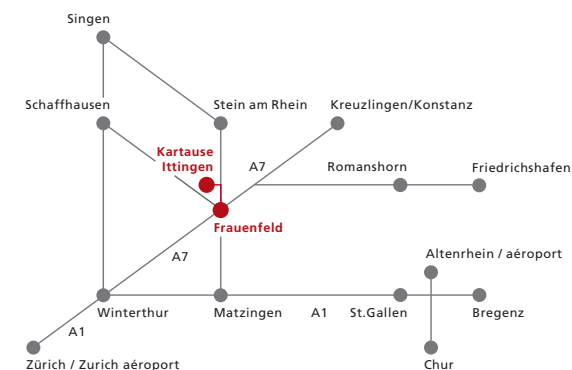 Singen
Schaffhausen
Stein am Rhein
Kreuzlingen/Konstanz
Kartause
Ittingen
A7
Romanshorn
Friedrichshafen
Frauenfeld
A7
Altenrhein / aéroport
Winterthur
Matzingen
A1
St.Gallen
Bregenz
A1
Zürich / Zurich aéroport
Chur